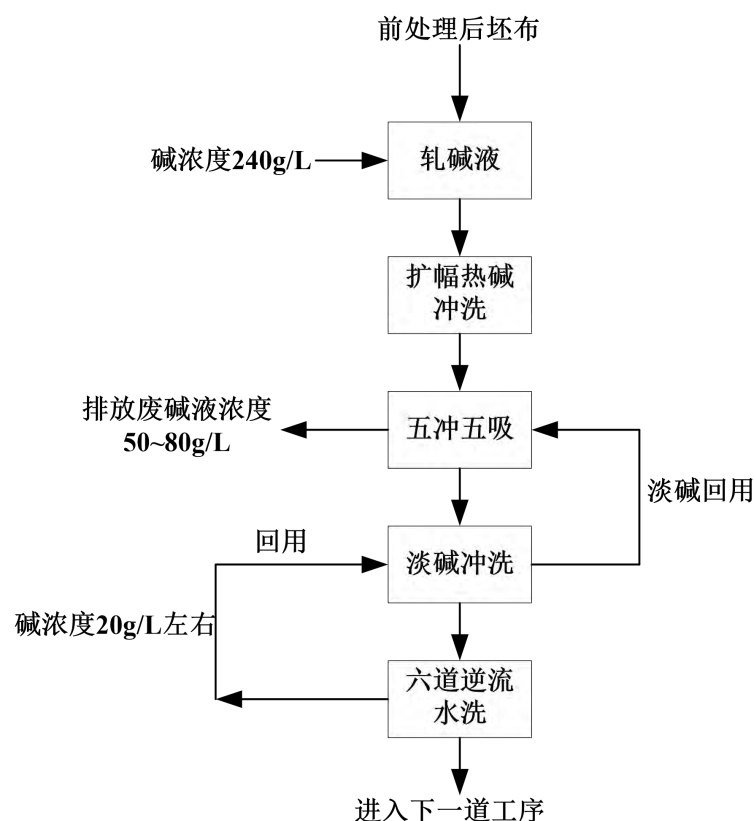 前处理后坯布
碱浓度240g/L
轧碱液
扩幅热碱
冲洗
排放废碱液浓度
50~80g/L
五冲五吸
淡碱回用
回用
淡碱冲洗
碱浓度20g/L左右
六道逆流
水洗
进入下一道工序